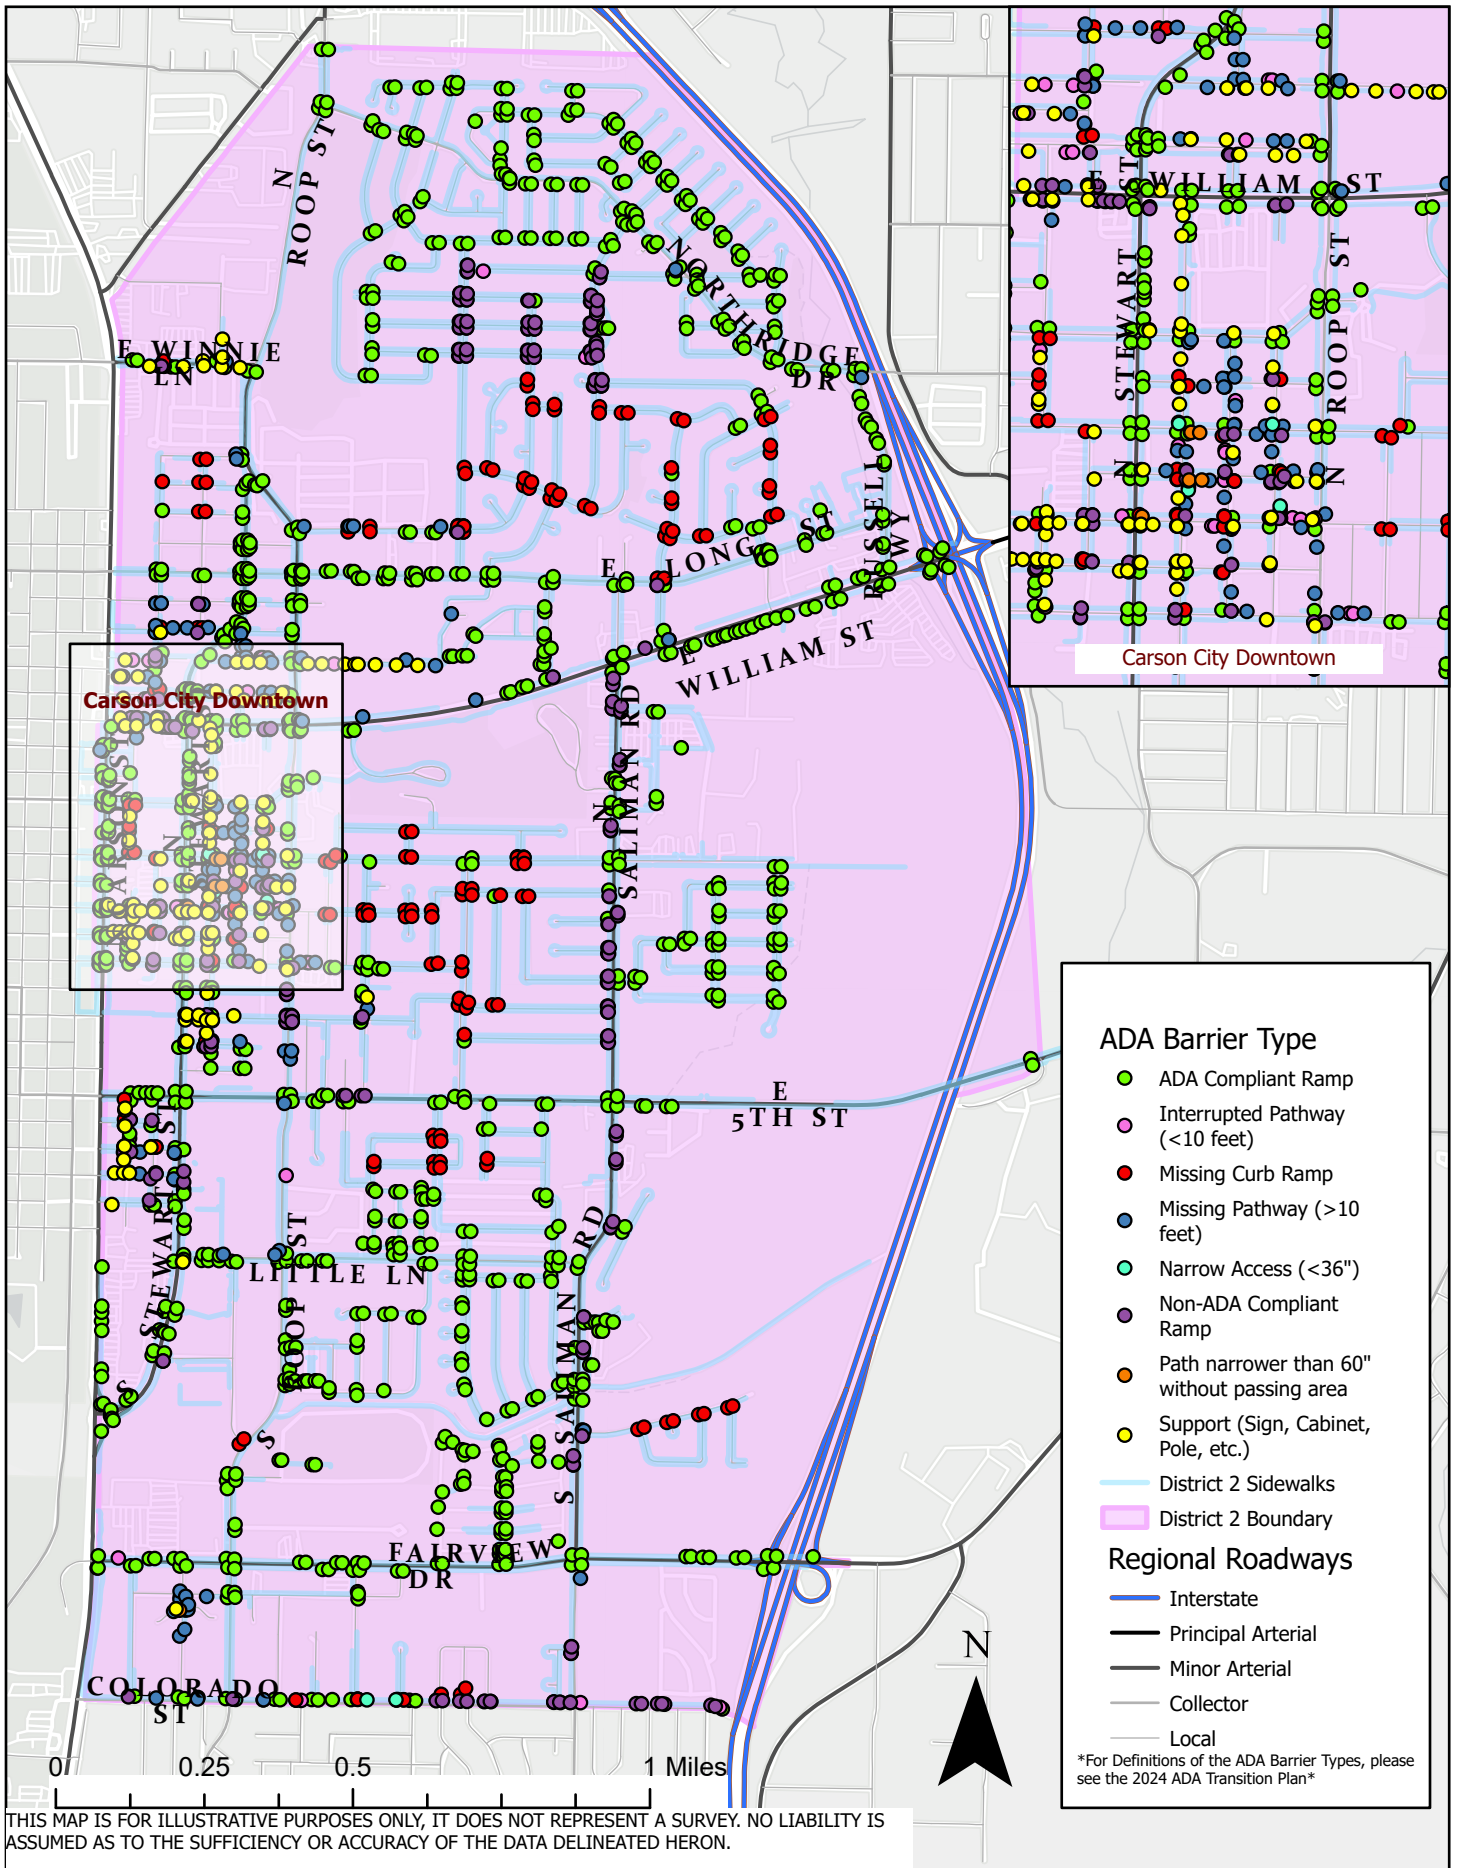 N
ROOP ST
E WINNIE
LN
NORTHRIDGE
DR
E LONG ST
RUSSELL
WAY
E
WILLIAM ST
N
SALIMAN RD
Carson City Downtown
N
CARSON ST
N
STEWART ST
E WILLIAM ST
N STEWART ST
N ROOP ST
Carson City Downtown
E
5TH ST
S STEWART ST
S ROOP ST
LITTLE LN
S SALIMAN RD
FAIRVIEW
DR
COLORADO
ST
ADA Barrier Type
ADA Compliant Ramp
Interrupted Pathway
(<10 feet)
Missing Curb Ramp
Missing Pathway (>10
feet)
Narrow Access (<36")
Non-ADA Compliant
Ramp
Path narrower than 60"
without passing area
Support (Sign, Cabinet,
Pole, etc.)
District 2 Sidewalks
District 2 Boundary
Regional Roadways
Interstate
Principal Arterial
Minor Arterial
Collector
Local
*For Definitions of the ADA Barrier Types, please
see the 2024 ADA Transition Plan*
N
0 0.25 0.5 1 Miles
THIS MAP IS FOR ILLUSTRATIVE PURPOSES ONLY, IT DOES NOT REPRESENT A SURVEY. NO LIABILITY IS
ASSUMED AS TO THE SUFFICIENCY OR ACCURACY OF THE DATA DELINEATED HERON.